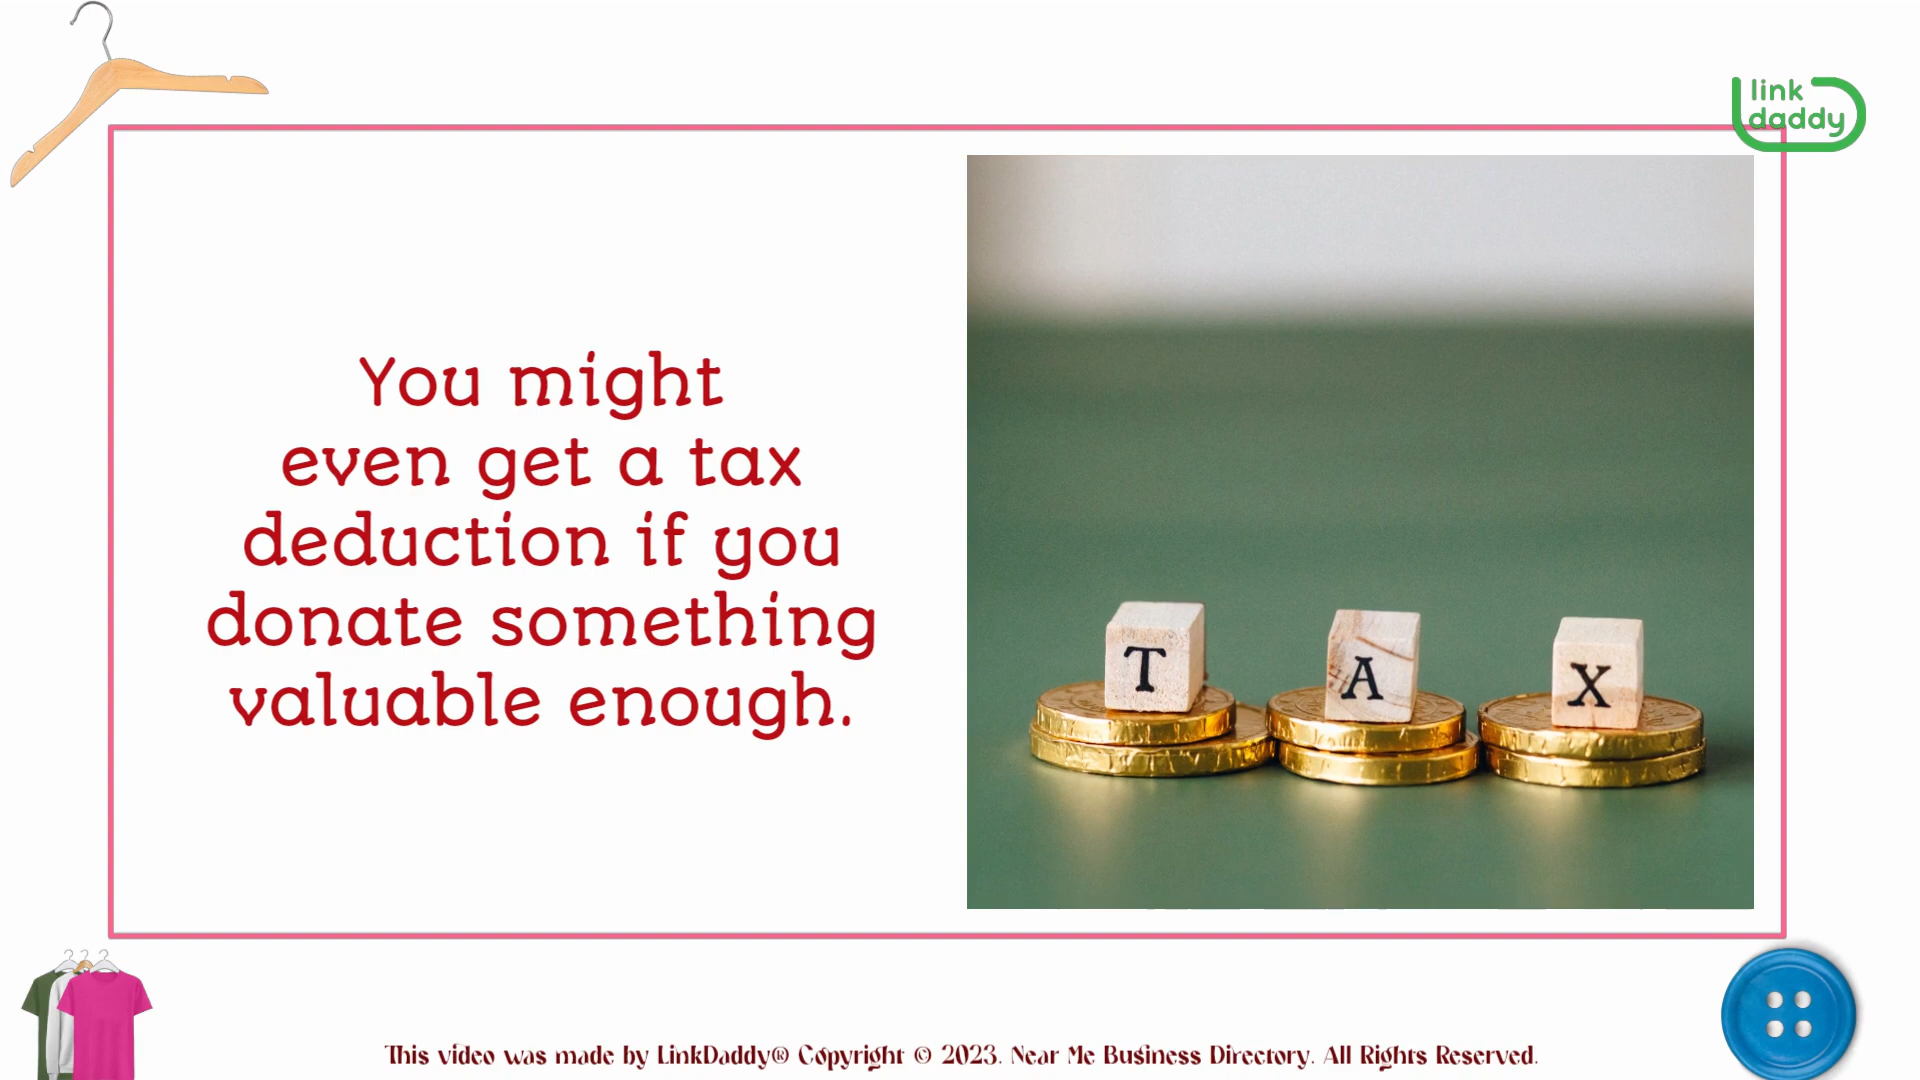 link
daddy
You might
even get a tax
deduction if you
donate something
valuable enough.
T A X
This video was made by LinkDaddy® Copyright © 2023. Near Me Business Directory. All Rights Reserved.